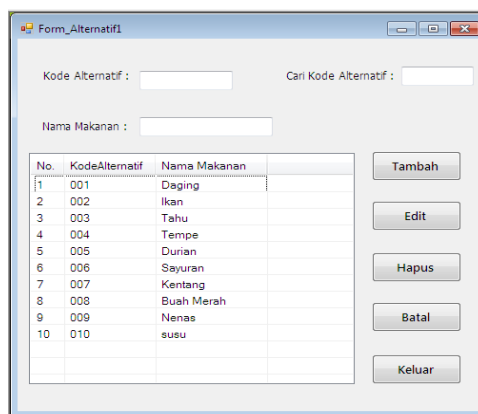 Form_Alternatif1
Kode Alternatif : Cari Kode Alternatif :
Nama Makanan :
No. KodeAlternatif Nama Makanan
1 001 Daging
2 002 Ikan
3 003 Tahu
4 004 Tempe
5 005 Durian
6 006 Sayuran
7 007 Kentang
8 008 Buah Merah
9 009 Nenas
10 010 susu
Tambah
Edit
Hapus
Batal
Keluar